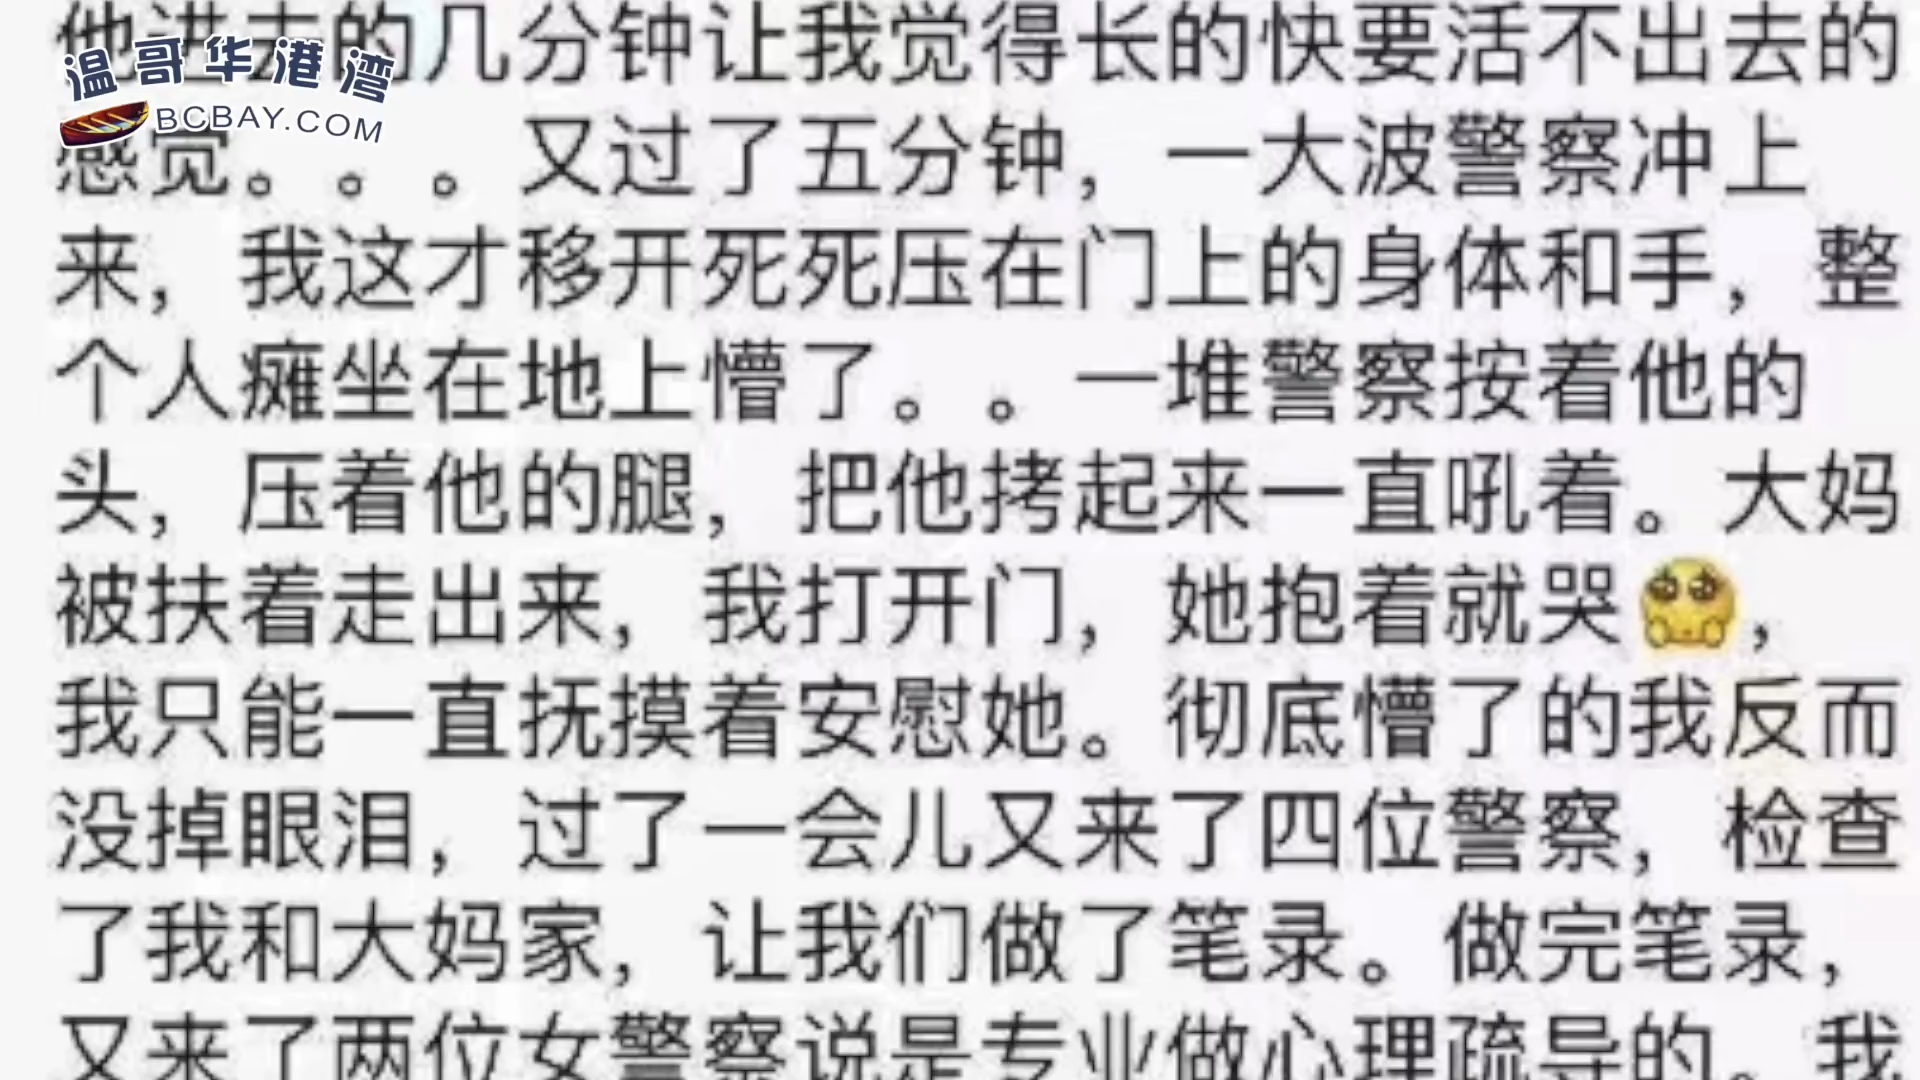 他进去的几分钟让我觉得长的快要活不出去的
温哥华港湾
BCBAY.COM
感觉。。。又过了五分钟，一大波警察冲上
来，我这才移开死死压在门上的身体和手，整
个人瘫坐在地上懵了。。一堆警察按着他的
头，压着他的腿，把他拷起来一直吼着。大妈
被扶着走出来，我打开门，她抱着就哭，
我只能一直抚摸着安慰她。彻底懵了的我反而
没掉眼泪，过了一会儿又来了四位警察，检查
了我和大妈家，让我们做了笔录。做完笔录，
又来了两位女警察说是专业做心理疏导的。我